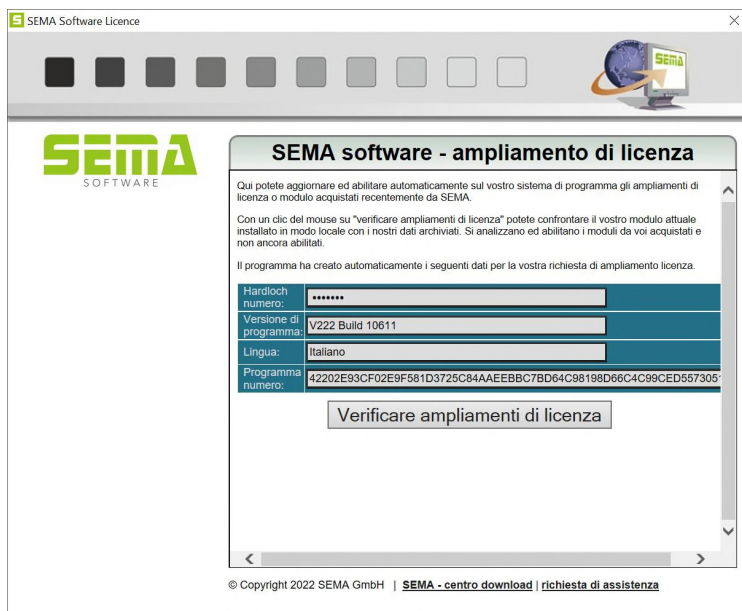 SEMA Software Licence
SEMA
SEMA
SOFTWARE
SEMA software - ampliamento di licenza
Qui potete aggiornare ed abilitare automaticamente sul vostro sistema di programma gli ampliamenti di
licenza o modulo acquistati recentemente da SEMA.
Con un clic del mouse su "verificare ampliamenti di licenza" potete confrontare il vostro modulo attuale
installato in modo locale con i nostri dati archiviati. Si analizzano ed abilitano i moduli da voi acquistati e
non ancora abilitati.
Il programma ha creato automaticamente i seguenti dati per la vostra richiesta di ampliamento licenza.
Hardloch
numero:
•••••••
Versione di
programma:
V222 Build 10611
Lingua:
Italiano
Programma
numero:
42202E93CF02E9F581D3725C84AAEEBBC7BD64C98198D66C4C99CED5573051
Verificare ampliamenti di licenza
© Copyright 2022 SEMA GmbH | SEMA - centro download | richiesta di assistenza